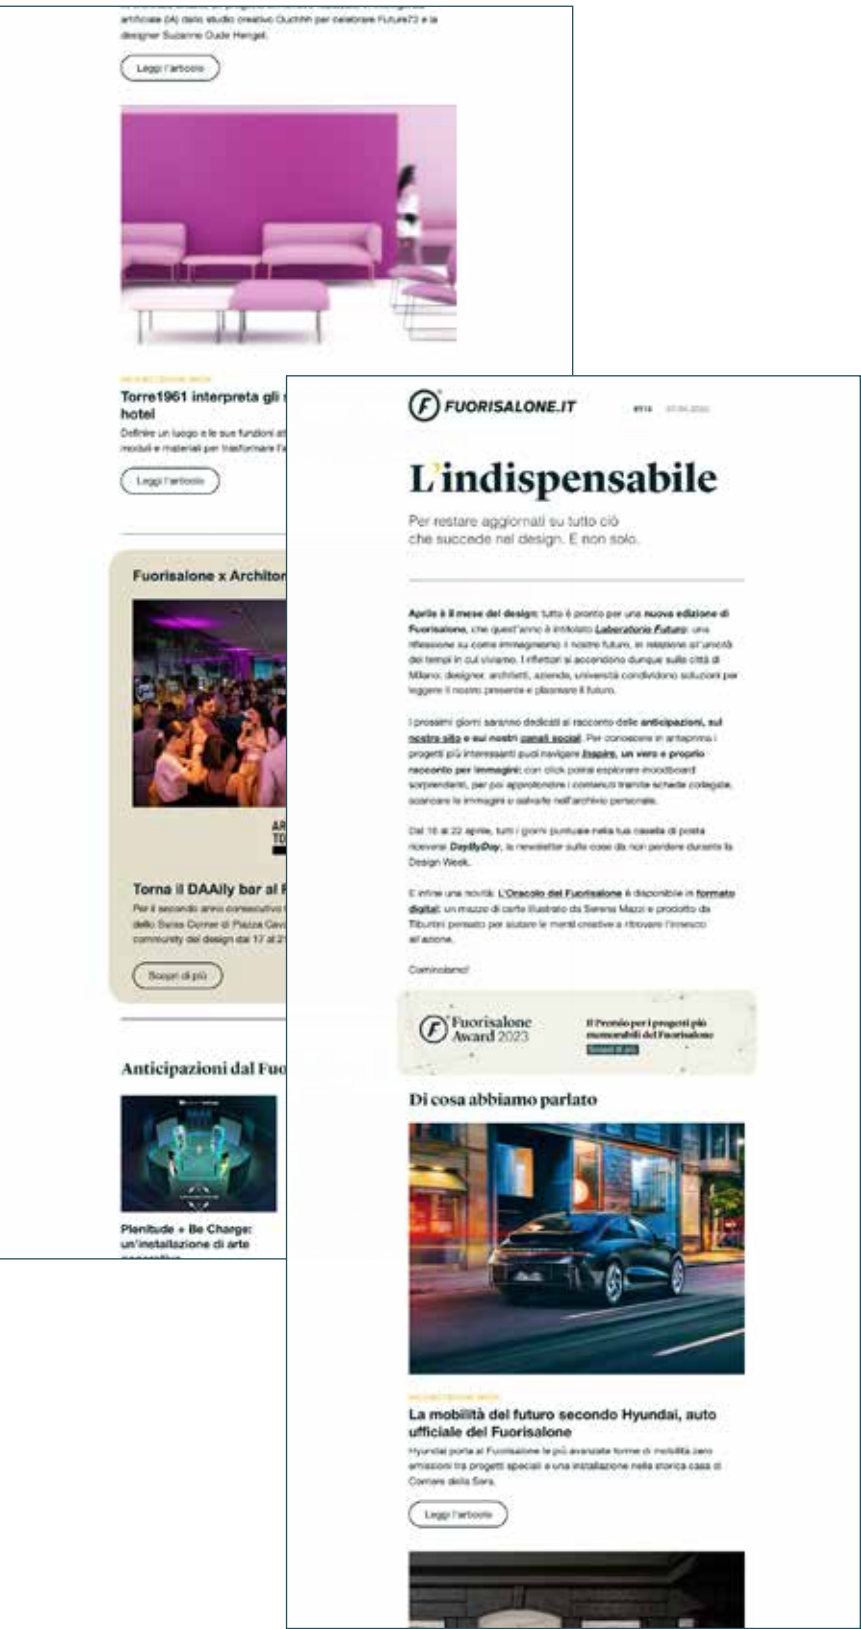 artificiale (IA) dallo studio creativo Ouchhh per celebrare Future73 e la
designer Suzanne Oude Hengel.
Leggi l'articolo
Torre1961 interpreta gli
hotel
Definire un luogo e le sue funzioni
moduli e materiali per trasformare
Leggi l'articolo
Fuorisalone x Architon
AR
TO
Torna il DAAily bar al F
Per il secondo anno consecutivo
dello Swiss Corner di Piazza Cav
community del design dal 17 al 21
Scopri di più
Anticipazioni dal Fuo
Plenitude + Be Charge:
un'installazione di arte
FUORISALONE.IT
#314
L'indispensabile
Per restare aggiornati su tutto ciò
che succede nel design. E non solo.
Aprile è il mese del design: tutto è pronto per una nuova edizione di
Fuorisalone, che quest'anno è intitolato Laboratorio Futuro: una
riflessione su come immaginiamo il nostro futuro, in relazione all'unicità
dei tempi in cui viviamo. I riflettori si accendono dunque sulla città di
Milano: designer, architetti, aziende, università condividono soluzioni per
leggere il nostro presente e plasmare il futuro.
I prossimi giorni saranno dedicati al racconto delle anticipazioni, sul
nostro sito e sui nostri canali social. Per conoscere in anteprima i
progetti più interessanti puoi navigare Inspire, un vero e proprio
racconto per immagini: con click potrai esplorare moodboard
sorprendenti, per poi approfondire i contenuti tramite schede collegate,
scaricare le immagini e salvarle nell'archivio personale.
Dal 16 al 22 aprile, tutti i giorni puntuale nella tua casella di posta
riceverai DayByDay, la newsletter sulle cose da non perdere durante la
Design Week.
E infine una novità: L'Oracolo del Fuorisalone è disponibile in formato
digitale: un mazzo di carte illustrato da Serena Mazzi e prodotto da
Tiburtini pensato per aiutare le menti creative a ritrovare l'innesco
all'azione.
Cominciamo!
Fuorisalone
Award 2023
Il Premio per i progetti più
memorabili del Fuorisalone
Scopri di più
Di cosa abbiamo parlato
La mobilità del futuro secondo Hyundai, auto
ufficiale del Fuorisalone
Hyundai porta al Fuorisalone le più avanzate forme di mobilità zero
emissioni tra progetti speciali e una installazione nella storica casa di
Corriere della Sera.
Leggi l'articolo